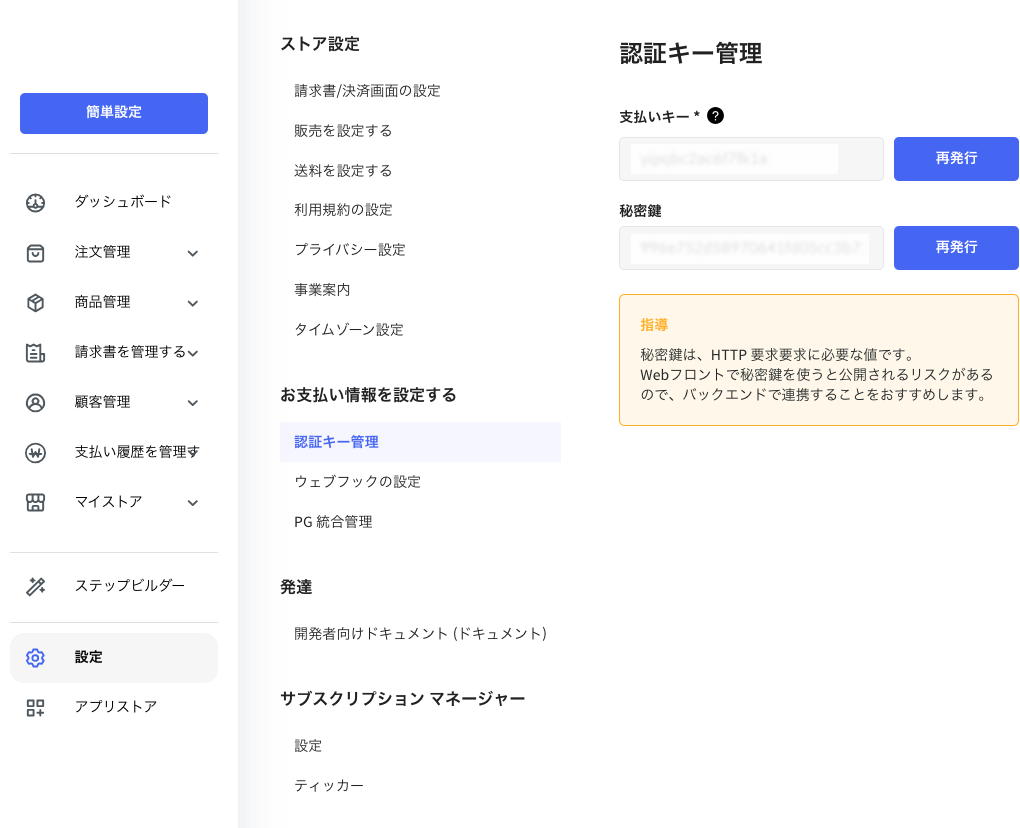 簡単設定
ダッシュボード
注文管理
商品管理
請求書を管理する
顧客管理
支払い履歴を管理す
マイストア
ステップビルダー
設定
アプリストア
ストア設定
請求書/決済画面の設定
販売を設定する
送料を設定する
利用規約の設定
プライバシー設定
事業案内
タイムゾーン設定
お支払い情報を設定する
認証キー管理
ウェブフックの設定
PG 統合管理
発達
開発者向けドキュメント (ドキュメント)
サブスクリプション マネージャー
設定
ティッカー
認証キー管理
支払いキー * ?
再発行
秘密鍵
再発行
指導
秘密鍵は、HTTP 要求要求に必要な値です。
Webフロントで秘密鍵を使うと公開されるリスクがある
ので、バックエンドで連携することをおすすめします。